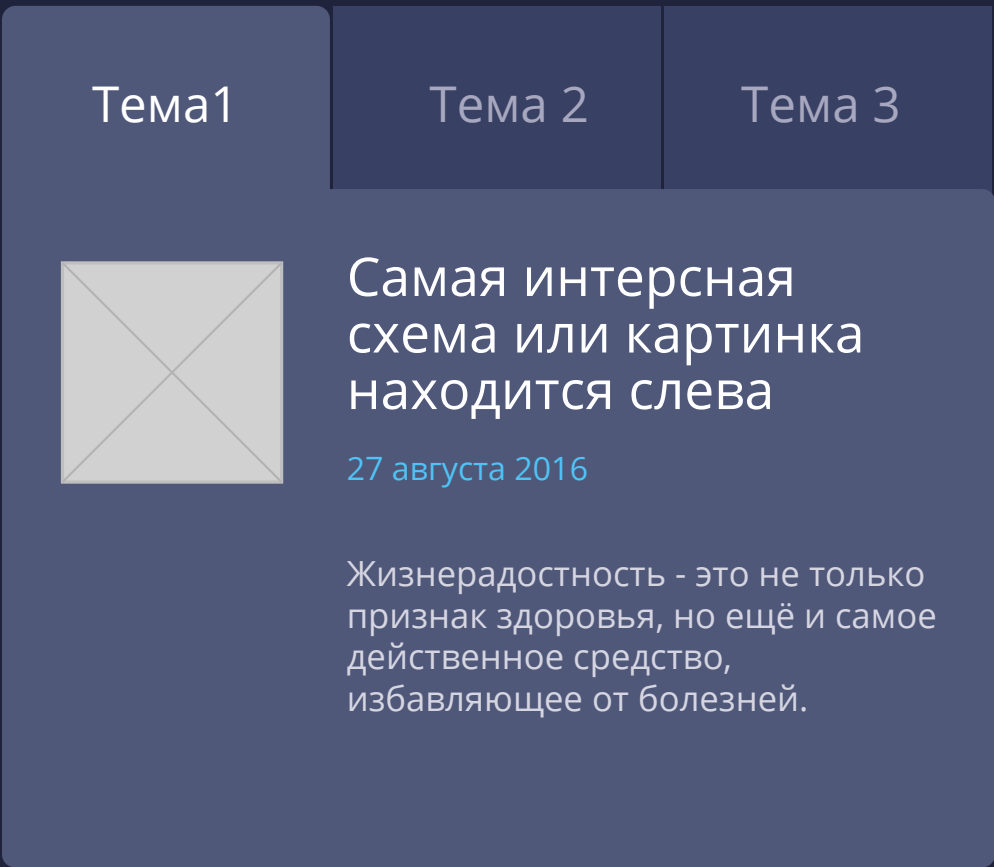 Тема1
Тема 2
Тема 3
Самая интерсная
схема или картинка
находится слева
27 августа 2016
Жизнерадостность - это не только
признак здоровья, но ещё и самое
действенное средство,
избавляющее от болезней.